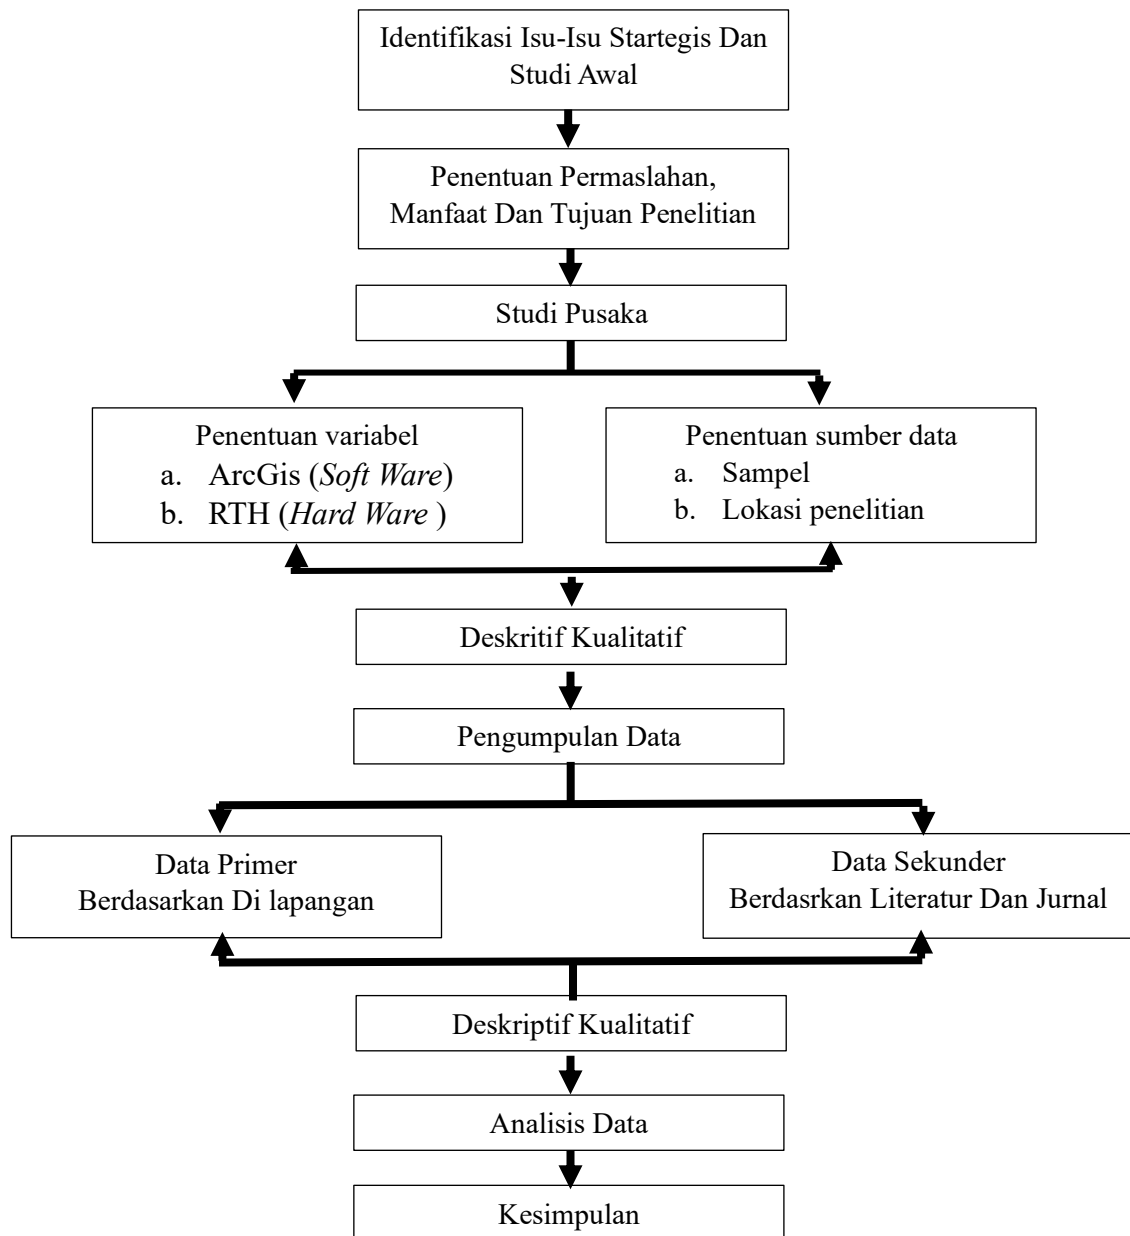 Identifikasi Isu-Isu Startegis Dan
Studi Awal
Penentuan Permaslahan,
Manfaat Dan Tujuan Penelitian
Studi Pusaka
Penentuan variabel
a. ArcGis (Soft Ware)
b. RTH (Hard Ware )
Penentuan sumber data
a. Sampel
b. Lokasi penelitian
Deskritif Kualitatif
Pengumpulan Data
Data Primer
Berdasarkan Di lapangan
Data Sekunder
Berdasrkan Literatur Dan Jurnal
Deskriptif Kualitatif
Analisis Data
Kesimpulan